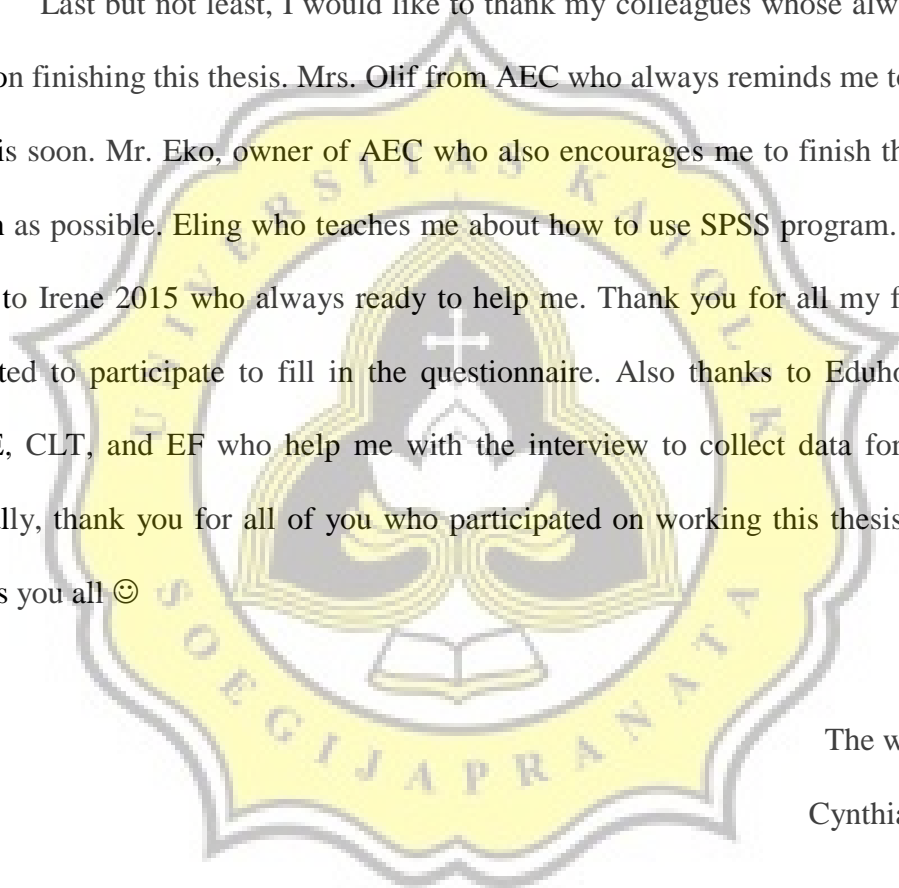 Last but not least, I would like to thank my colleagues whose alw
on finishing this thesis. Mrs. Olif from AEC who always reminds me to
is soon. Mr. Eko, owner of AEC who also encourages me to finish th
as possible. Eling who teaches me about how to use SPSS program.
to Irene 2015 who always ready to help me. Thank you for all my f
ted to participate to fill in the questionnaire. Also thanks to Eduho
E, CLT, and EF who help me with the interview to collect data for
lly, thank you for all of you who participated on working this thesis
s you all ☺
The w
Cynthia
UNIVERSITAS KATOLIK
SOEGIJAPRANATA